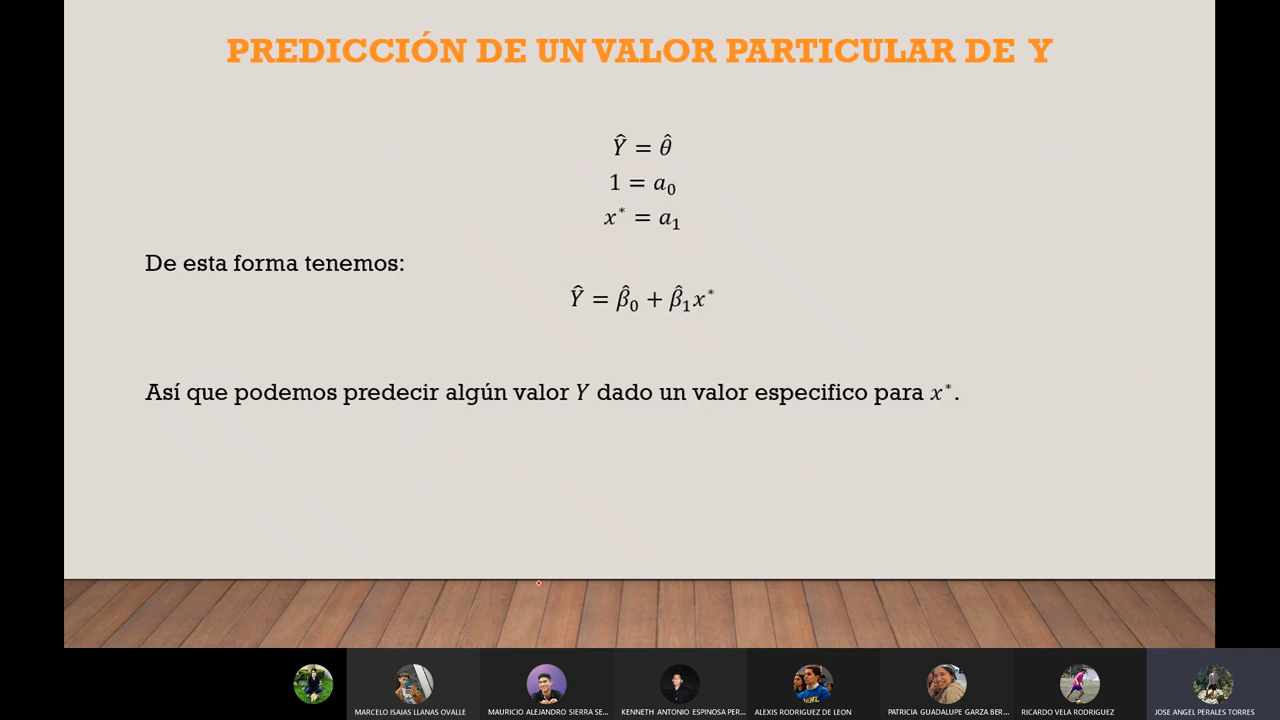 PREDICCIÓN DE UN VALOR PARTICULAR DE Y
Ŷ = θ̂
1 = a₀
x* = a₁
De esta forma tenemos:
Ŷ = β̂₀ + β̂₁x*
Así que podemos predecir algún valor Y dado un valor especifico para x*.
MARCELO ISAIAS LLANAS OVALLE
MAURICIO ALEJANDRO SIERRA SE...
KENNETH ANTONIO ESPINOSA PER...
ALEXIS RODRIGUEZ DE LEON
PATRICIA GUADALUPE GARZA BER...
RICARDO VELA RODRIGUEZ
JOSE ANGEL PERALES TORRES